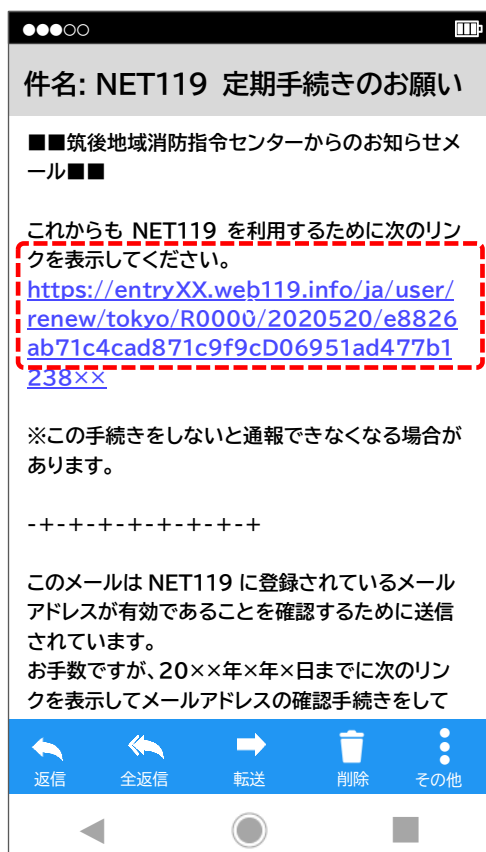 件名: NET119 定期手続きのお願い
■■筑後地域消防指令センターからのお知らせメ
ール■■
これからも NET119 を利用するために次のリン
クを表示してください。
https://entryXX.web119.info/ja/user/
renew/tokyo/R0000/2020520/e8826
ab71c4cad871c9f9cD06951ad477b1
238××
※この手続きをしないと通報できなくなる場合が
あります。
-+-+-+-+-+-+-+-+
このメールは NET119 に登録されているメール
アドレスが有効であることを確認するために送信
されています。
お手数ですが、20××年×月×日までに次のリン
クを表示してメールアドレスの確認手続きをして
返信 全返信 転送 削除 その他